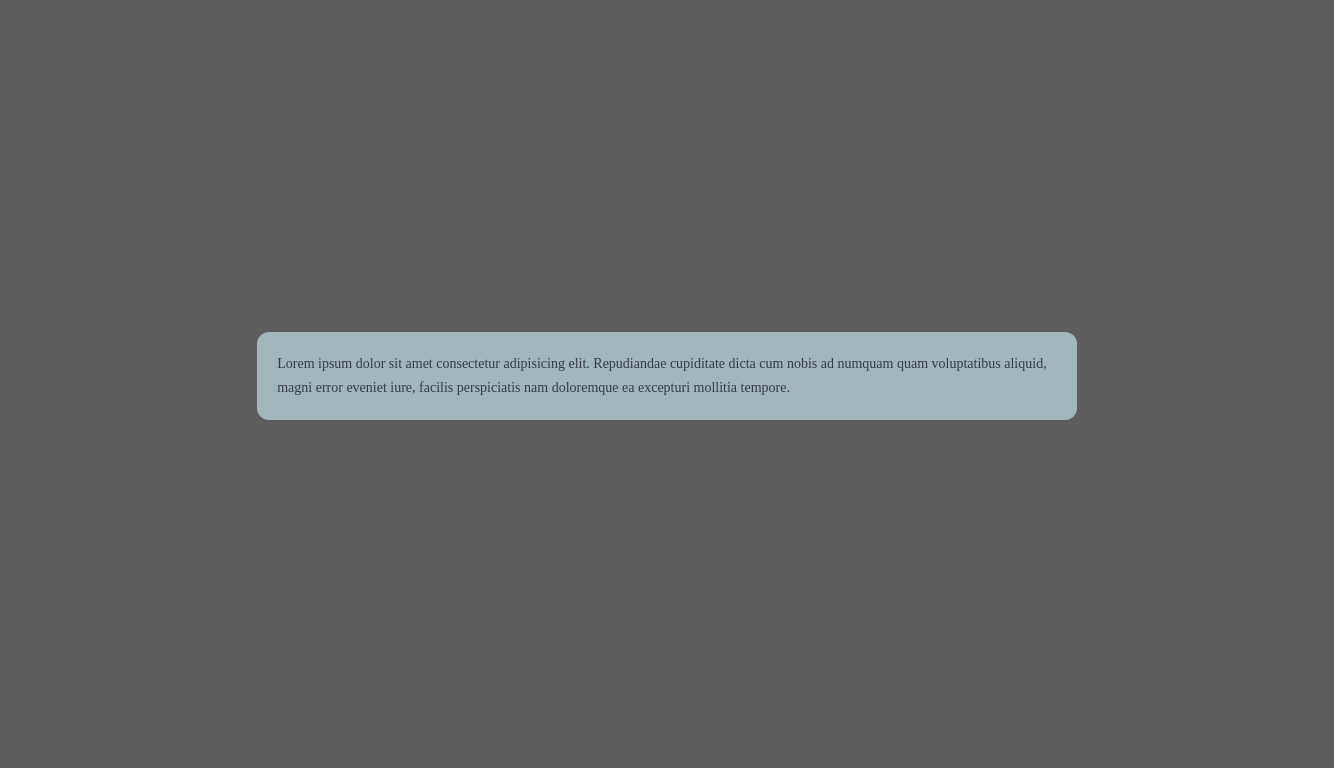 Lorem ipsum dolor sit amet consectetur adipisicing elit. Repudiandae cupiditate dicta cum nobis ad numquam quam voluptatibus aliquid,
magni error eveniet iure, facilis perspiciatis nam doloremque ea excepturi mollitia tempore.